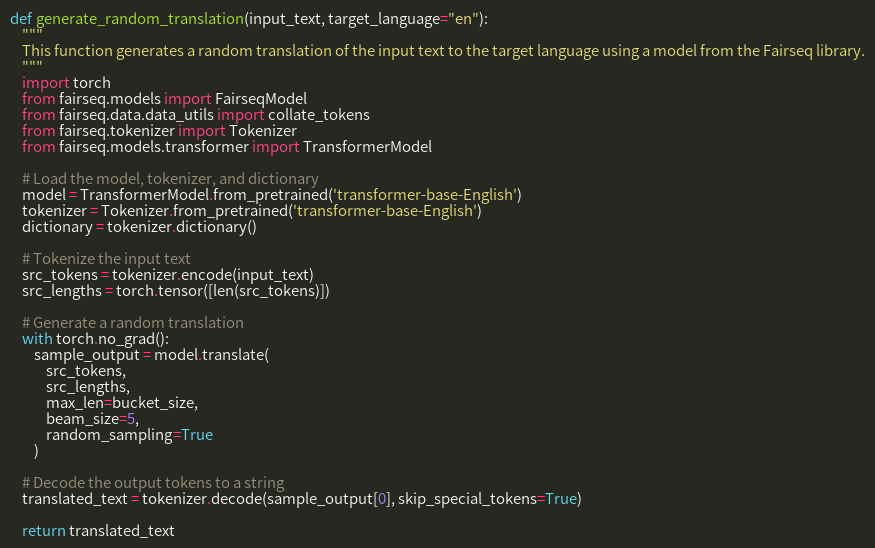 def generate_random_translation(input_text, target_language="en"):
    """
    This function generates a random translation of the input text to the target language using a model from the Fairseq library.
    """
    import torch
    from fairseq.models import FairseqModel
    from fairseq.data.data_utils import collate_tokens
    from fairseq.tokenizer import Tokenizer
    from fairseq.models.transformer import TransformerModel

    # Load the model, tokenizer, and dictionary
    model = TransformerModel.from_pretrained('transformer-base-English')
    tokenizer = Tokenizer.from_pretrained('transformer-base-English')
    dictionary = tokenizer.dictionary()

    # Tokenize the input text
    src_tokens = tokenizer.encode(input_text)
    src_lengths = torch.tensor([len(src_tokens)])

    # Generate a random translation
    with torch.no_grad():
        sample_output = model.translate(
            src_tokens,
            src_lengths,
            max_len=bucket_size,
            beam_size=5,
            random_sampling=True
        )

    # Decode the output tokens to a string
    translated_text = tokenizer.decode(sample_output[0], skip_special_tokens=True)

    return translated_text